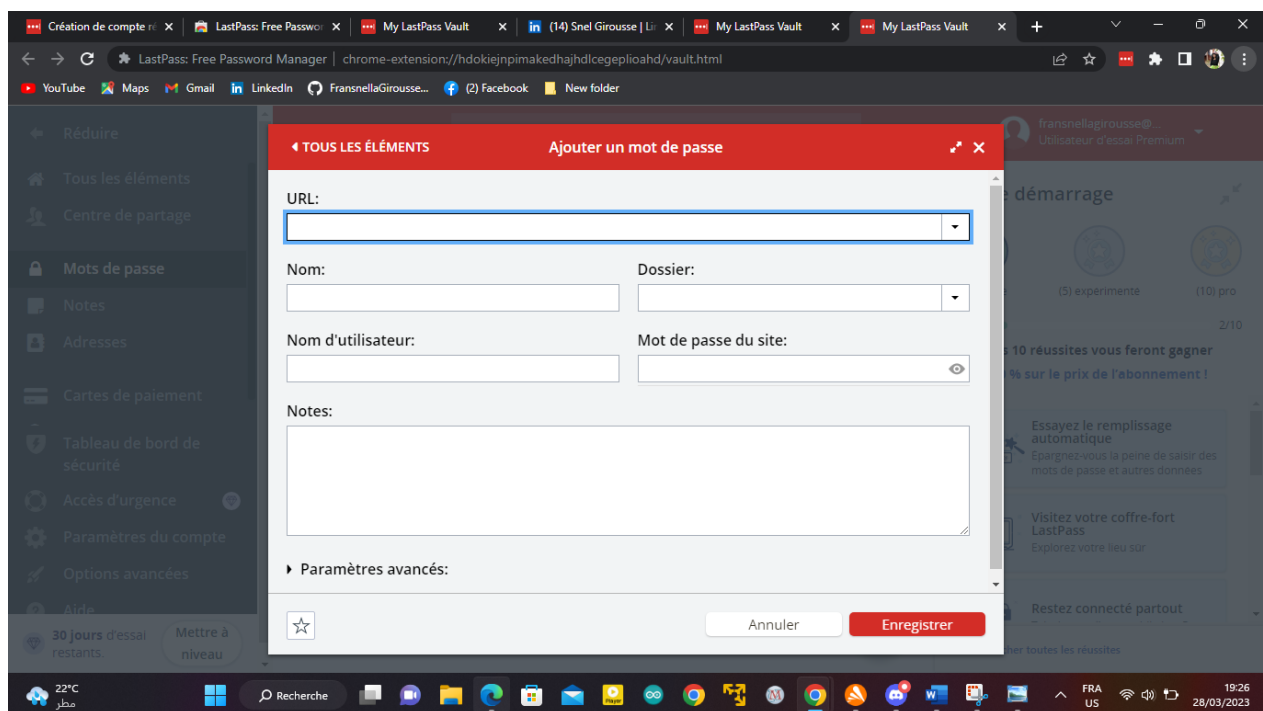 Création de compte ré
LastPass: Free Passwor
My LastPass Vault
(14) Snel Girousse | Lin
My LastPass Vault
My LastPass Vault
LastPass: Free Password Manager | chrome-extension://hdokiejnpimakedhajhdlcegeplioahd/vault.html
YouTube Maps Gmail LinkedIn FransnellaGirousse... (2) Facebook New folder
Réduire
Tous les éléments
Centre de partage
Mots de passe
Notes
Adresses
Cartes de paiement
Tableau de bord de
sécurité
Accès d'urgence
Paramètres du compte
Options avancées
Aide
30 jours d'essai
restants.
Mettre à
niveau
TOUS LES ÉLÉMENTS
Ajouter un mot de passe
URL:
Nom:
Dossier:
Nom d'utilisateur:
Mot de passe du site:
Notes:
Paramètres avancés:
Annuler
Enregistrer
fransnellagirousse@...
Utilisateur d'essai Premium
démarrage
(5) experimente
(10) pro
2/10
10 réussites vous feront gagner
% sur le prix de l'abonnement !
Essayez le remplissage
automatique
Épargnez-vous la peine de saisir des
mots de passe et autres données
Visitez votre coffre-fort
LastPass
Explorez votre lieu sûr
Restez connecté partout
toutes les réussites
22°C
مطر
Recherche
FRA
US
19:26
28/03/2023